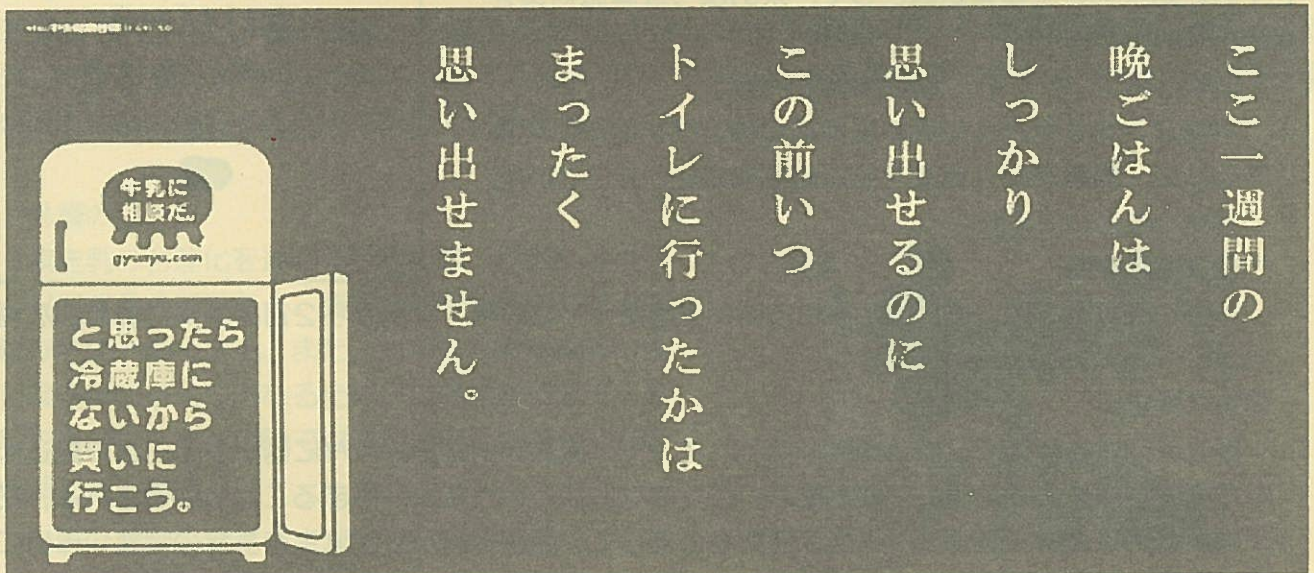 ここ一週間の
晩ごはんは
しっかり
思い出せるのに
この前いつ
トイレに行ったかは
まったく
思い出せません。
牛乳に
相談だ。
gyunyu.com
と思ったら
冷蔵庫に
ないから
買いに
行こう。